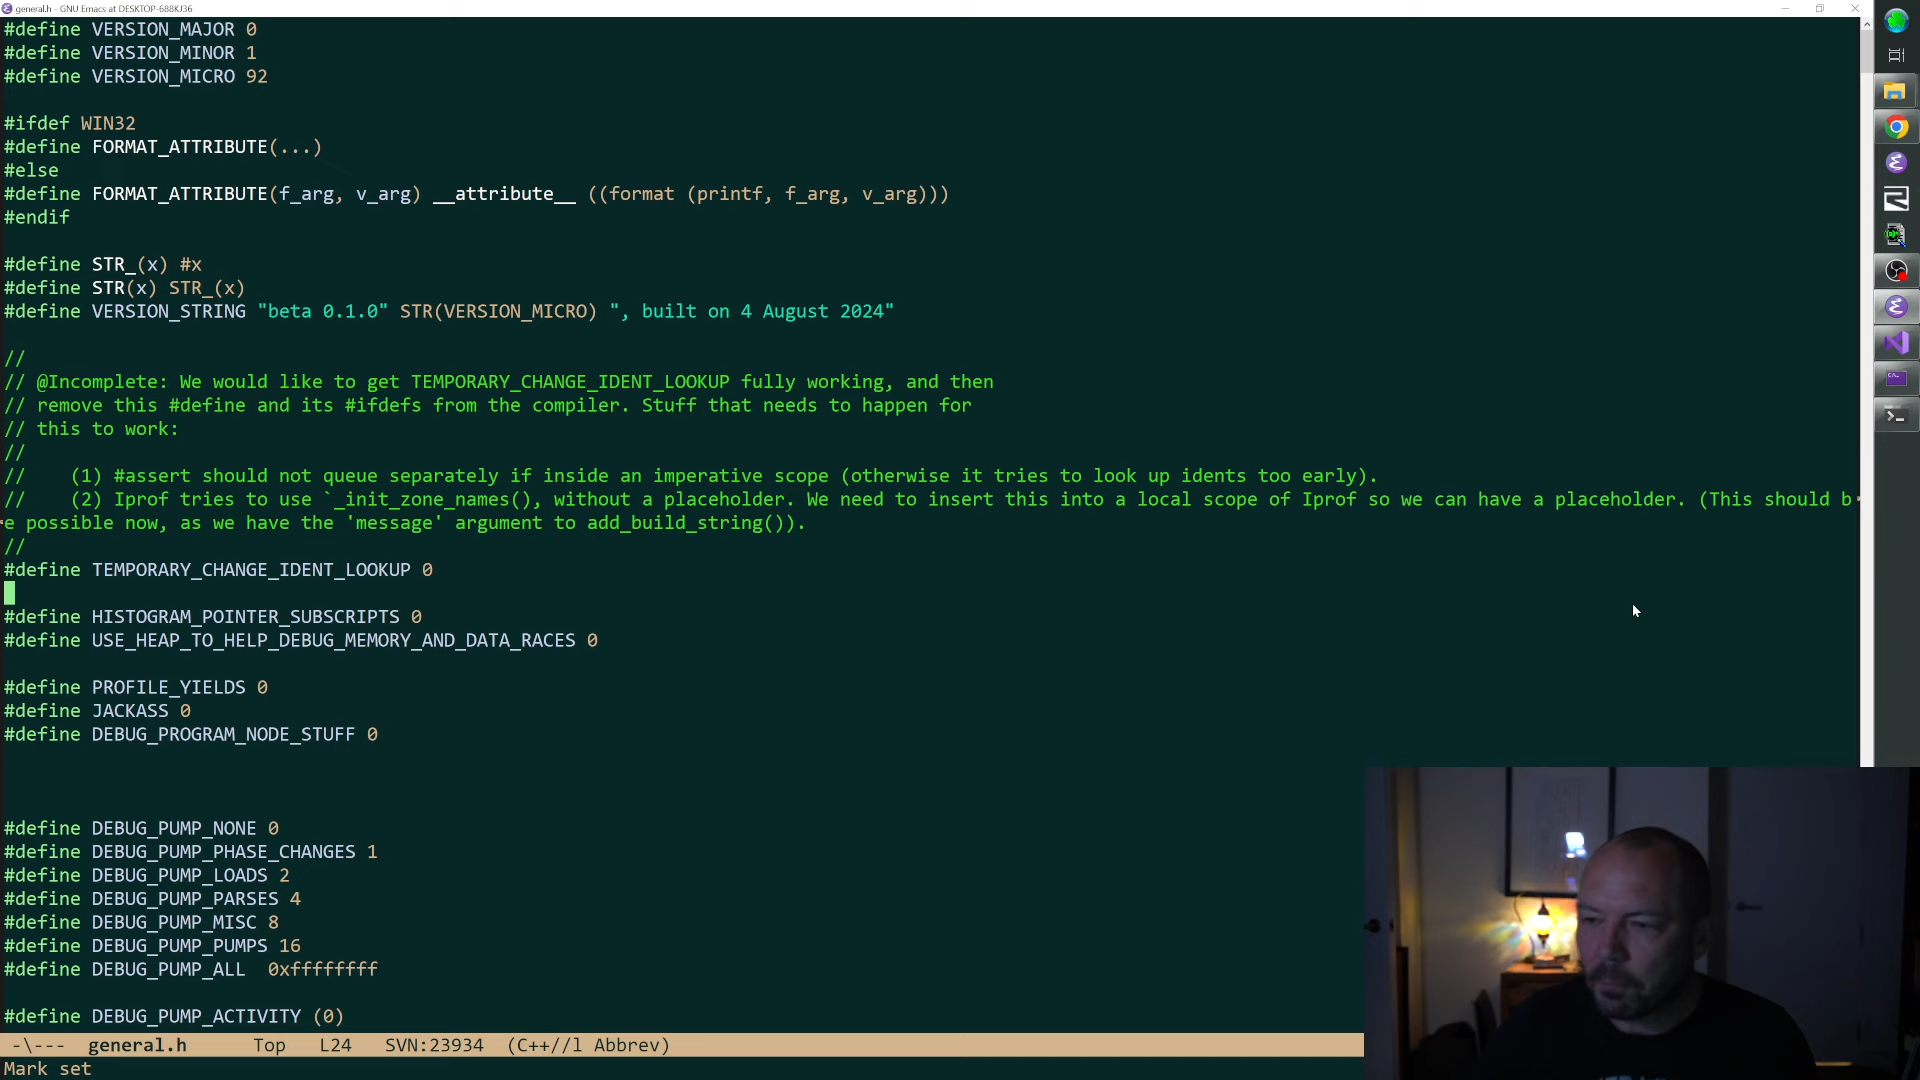 general.h - GNU Emacs at DESKTOP-688KJ36
#define VERSION_MAJOR 0
#define VERSION_MINOR 1
#define VERSION_MICRO 92
#ifdef WIN32
#define FORMAT_ATTRIBUTE(...)
#else
#define FORMAT_ATTRIBUTE(f_arg, v_arg) __attribute__ ((format (printf, f_arg, v_arg)))
#endif
#define STR_(x) #x
#define STR(x) STR_(x)
#define VERSION_STRING "beta 0.1.0" STR(VERSION_MICRO) ", built on 4 August 2024"
//
// @Incomplete: We would like to get TEMPORARY_CHANGE_IDENT_LOOKUP fully working, and then
// remove this #define and its #ifdefs from the compiler. Stuff that needs to happen for
// this to work:
//
//    (1) #assert should not queue separately if inside an imperative scope (otherwise it tries to look up idents too early).
//    (2) Iprof tries to use `_init_zone_names(), without a placeholder. We need to insert this into a local scope of Iprof so we can have a placeholder. (This should b
e possible now, as we have the 'message' argument to add_build_string()).
//
#define TEMPORARY_CHANGE_IDENT_LOOKUP 0
#define HISTOGRAM_POINTER_SUBSCRIPTS 0
#define USE_HEAP_TO_HELP_DEBUG_MEMORY_AND_DATA_RACES 0
#define PROFILE_YIELDS 0
#define JACKASS 0
#define DEBUG_PROGRAM_NODE_STUFF 0
#define DEBUG_PUMP_NONE 0
#define DEBUG_PUMP_PHASE_CHANGES 1
#define DEBUG_PUMP_LOADS 2
#define DEBUG_PUMP_PARSES 4
#define DEBUG_PUMP_MISC 8
#define DEBUG_PUMP_PUMPS 16
#define DEBUG_PUMP_ALL  0xffffffff
#define DEBUG_PUMP_ACTIVITY (0)
-\---  general.h      Top   L24   SVN:23934  (C++//l Abbrev)
Mark set